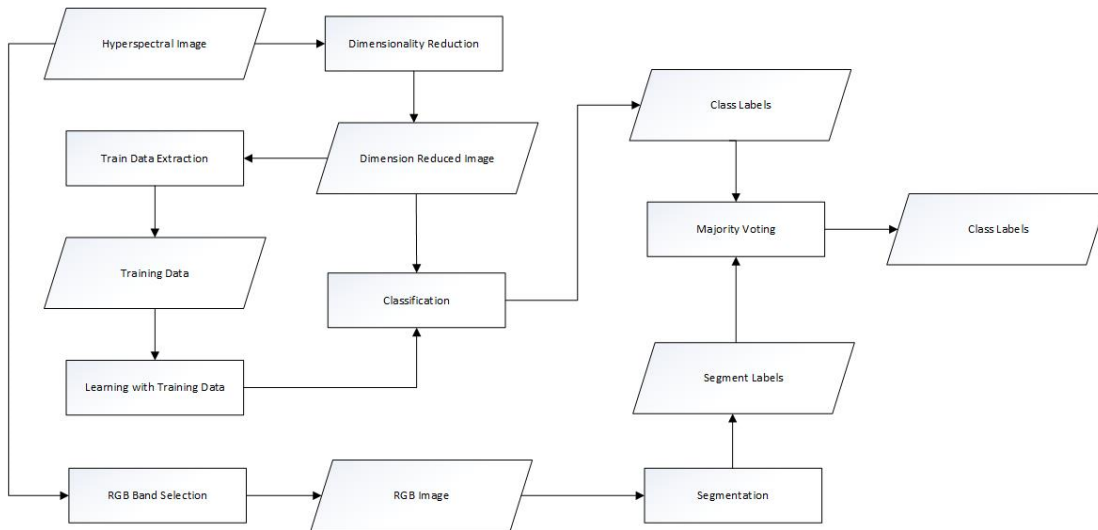 Hyperspectral Image
Dimensionality Reduction
Class Labels
Train Data Extraction
Dimension Reduced Image
Majority Voting
Class Labels
Training Data
Classification
Segment Labels
Learning with Training Data
RGB Band Selection
RGB Image
Segmentation